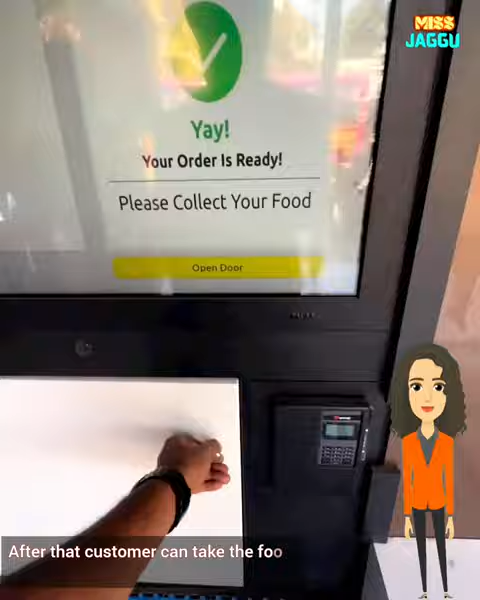 MISS
JAGGU
Yay!
Your Order Is Ready!
Please Collect Your Food
Open Door
After that customer can take the foo